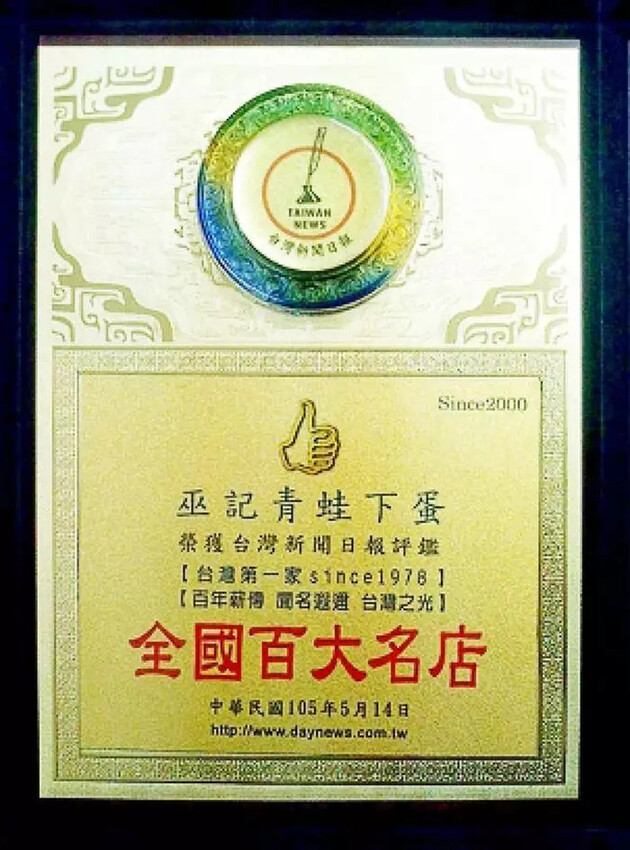 TAIWAN
NEWS
台灣新聞日報
Since2000
巫記青蛙下蛋
榮獲台灣新聞日報評鑑
【台灣第一家since1978】
【百年薪傳 聞名遐邇 台灣之光】
全國百大名店
中華民國105年5月14日
http://www.daynews.com.tw